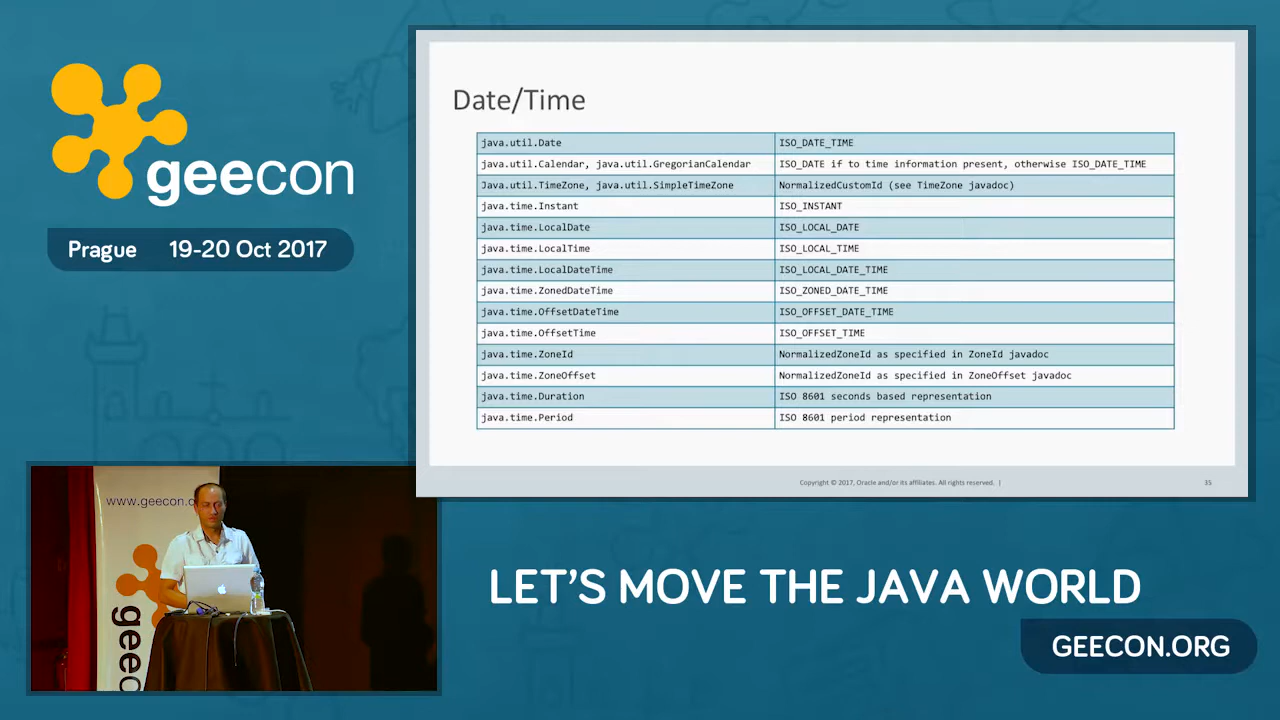 geecon
Prague 19-20 Oct 2017
Date/Time
java.util.Date ISO_DATE_TIME
java.util.Calendar, java.util.GregorianCalendar ISO_DATE if to time information present, otherwise ISO_DATE_TIME
Java.util.TimeZone, java.util.SimpleTimeZone NormalizedCustomId (see TimeZone javadoc)
java.time.Instant ISO_INSTANT
java.time.LocalDate ISO_LOCAL_DATE
java.time.LocalTime ISO_LOCAL_TIME
java.time.LocalDateTime ISO_LOCAL_DATE_TIME
java.time.ZonedDateTime ISO_ZONED_DATE_TIME
java.time.OffsetDateTime ISO_OFFSET_DATE_TIME
java.time.OffsetTime ISO_OFFSET_TIME
java.time.ZoneId NormalizedZoneId as specified in ZoneId javadoc
java.time.ZoneOffset NormalizedZoneId as specified in ZoneOffset javadoc
java.time.Duration ISO 8601 seconds based representation
java.time.Period ISO 8601 period representation
Copyright © 2017, Oracle and/or its affiliates. All rights reserved. | 35
www.geecon.o
geeco
LET'S MOVE THE JAVA WORLD
GEECON.ORG